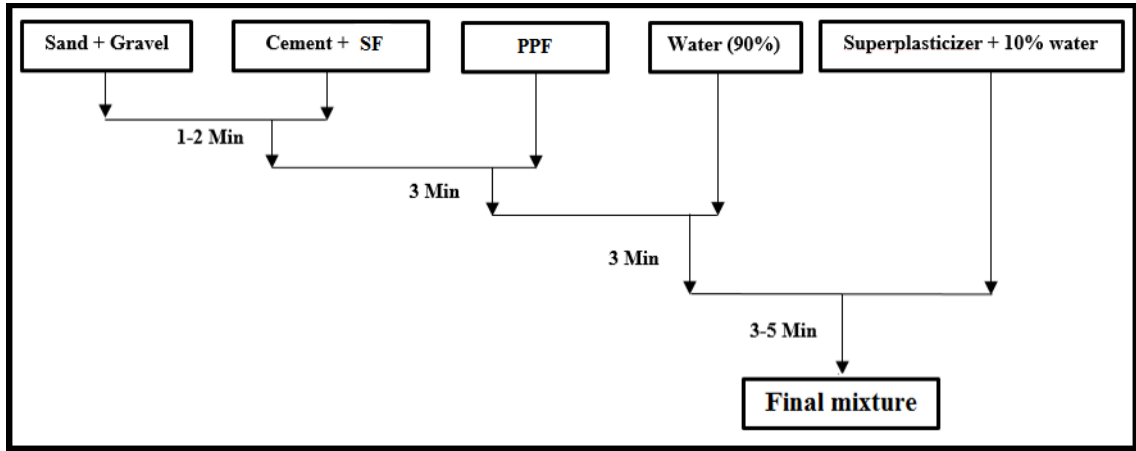 Sand + Gravel
Cement + SF
PPF
Water (90%)
Superplasticizer + 10% water
1-2 Min
3 Min
3 Min
3-5 Min
Final mixture